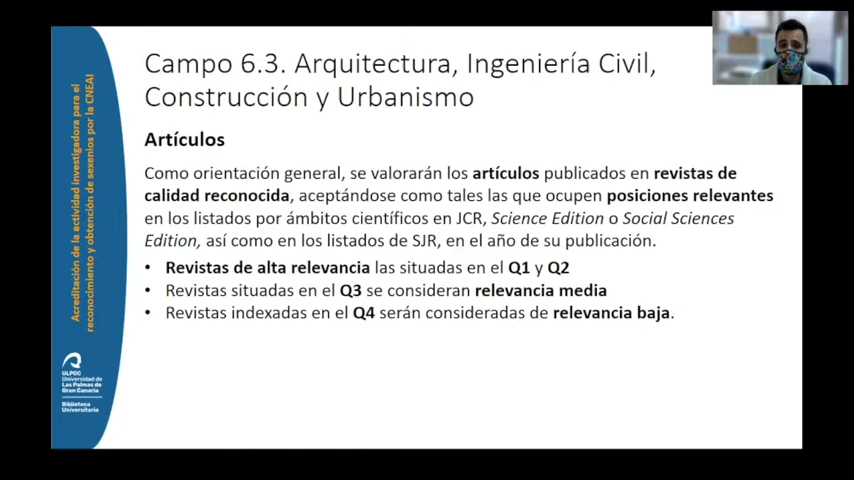 Campo 6.3. Arquitectura, Ingeniería Civil,
Construcción y Urbanismo
Artículos
Como orientación general, se valorarán los artículos publicados en revistas de
calidad reconocida, aceptándose como tales las que ocupen posiciones relevantes
en los listados por ámbitos científicos en JCR, Science Edition o Social Sciences
Edition, así como en los listados de SJR, en el año de su publicación.
• Revistas de alta relevancia las situadas en el Q1 y Q2
• Revistas situadas en el Q3 se consideran relevancia media
• Revistas indexadas en el Q4 serán consideradas de relevancia baja.
Acreditación de la actividad investigadora para el
reconocimiento y obtención de sexenios por la CNEAI
ULPGC
Universidad de
Las Palmas de
Gran Canaria
Biblioteca
Universitaria